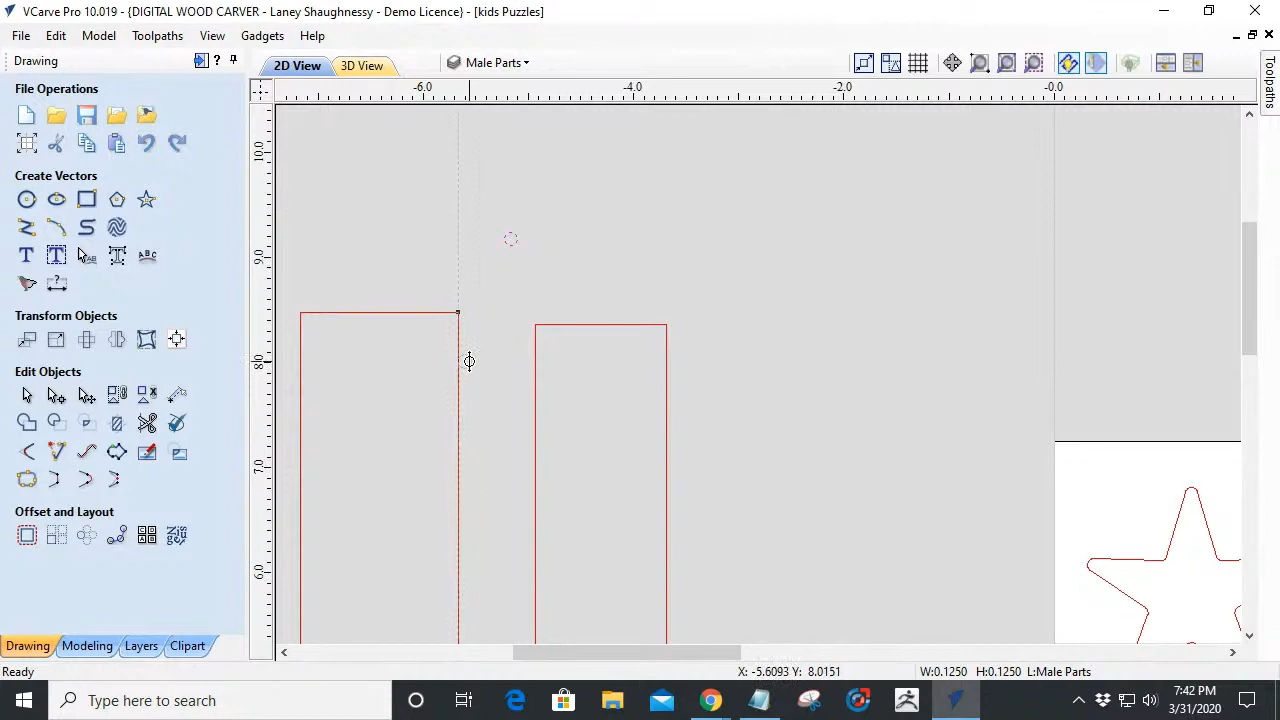 VCarve Pro 10.019 - {DIGITAL WOOD CARVER - Laney Shaughnessy - Demo Licence} - [kids Puzzles]
File Edit Model Toolpaths View Gadgets Help
Drawing
2D View 3D View Male Parts
Toolpaths
-6.0 -4.0 -2.0 -0.0
File Operations
10.0
Create Vectors
9.0
Transform Objects
8.0
Edit Objects
7.0
Offset and Layout
6.0
Drawing Modeling Layers Clipart
Ready X: -5.6093 Y: 8.0151 W:0.1250 H:0.1250 L:Male Parts
Type here to search
7:42 PM
3/31/2020